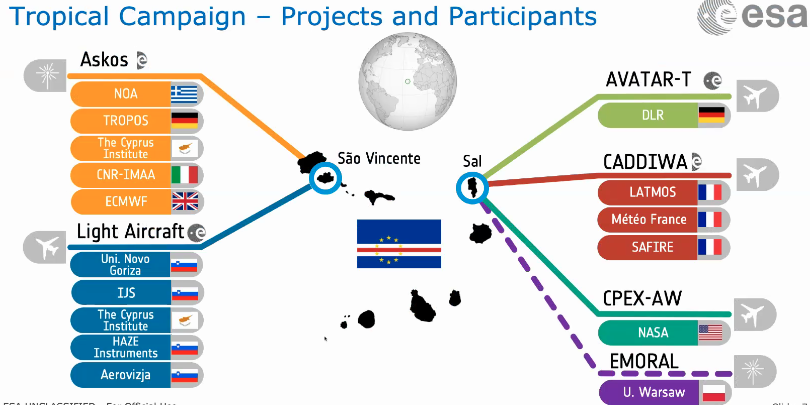 Tropical Campaign – Projects and Participants
esa
Askos
NOA
TROPOS
The Cyprus
Institute
CNR-IMAA
ECMWF
Light Aircraft
Uni. Novo
Goriza
IJS
The Cyprus
Institute
HAZE
Instruments
Aerovizja
São Vincente
Sal
AVATAR-T
DLR
CADDIWA
LATMOS
Météo France
SAFIRE
CPEX-AW
NASA
EMORAL
U. Warsaw
ESA UNCLASSIFIED - For Official Use